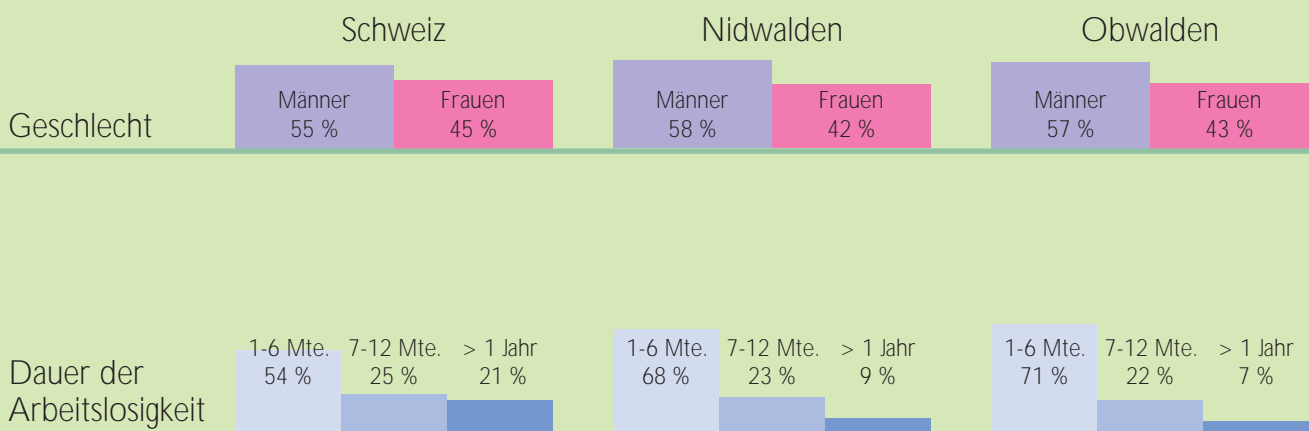 Schweiz Nidwalden Obwalden
Geschlecht
Männer Frauen Männer Frauen Männer Frauen
55 % 45 % 58 % 42 % 57 % 43 %
Dauer der
Arbeitslosigkeit
1-6 Mte. 7-12 Mte. > 1 Jahr 1-6 Mte. 7-12 Mte. > 1 Jahr 1-6 Mte. 7-12 Mte. > 1 Jahr
54 % 25 % 21 % 68 % 23 % 9 % 71 % 22 % 7 %